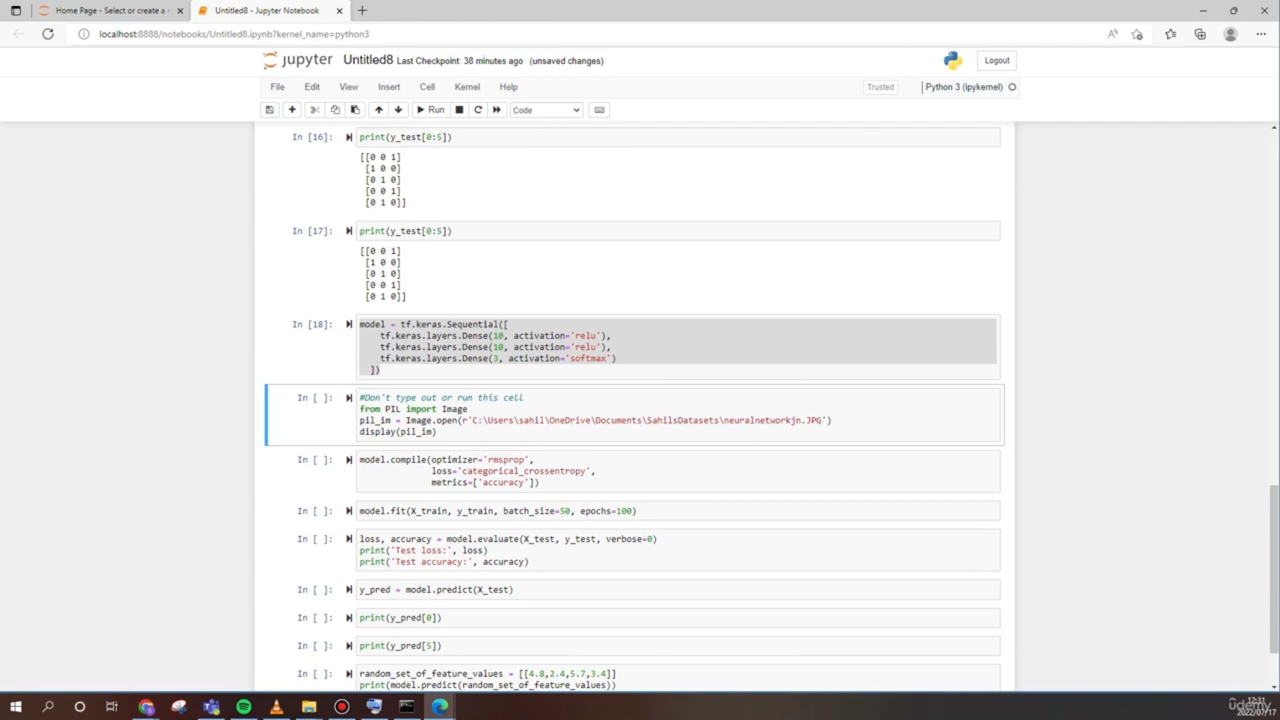 Home Page - Select or create a n
Untitled8 - Jupyter Notebook
localhost:8888/notebooks/Untitled8.ipynb?kernel_name=python3
jupyter Untitled8 Last Checkpoint: 38 minutes ago (unsaved changes)
Logout
File Edit View Insert Cell Kernel Help
Trusted
Python 3 (ipykernel)
Run
Code
In [16]: print(y_test[0:5])
[[0 0 1]
[1 0 0]
[0 1 0]
[0 0 1]
[0 1 0]]
In [17]: print(y_test[0:5])
[[0 0 1]
[1 0 0]
[0 1 0]
[0 0 1]
[0 1 0]]
In [18]: model = tf.keras.Sequential([
tf.keras.layers.Dense(10, activation='relu'),
tf.keras.layers.Dense(10, activation='relu'),
tf.keras.layers.Dense(3, activation='softmax')
])
In [ ]: #Don't type out or run this cell
from PIL import Image
pil_im = Image.open(r'C:\Users\sahil\OneDrive\Documents\SahilsDatasets\neuralnetworkjn.JPG')
display(pil_im)
In [ ]: model.compile(optimizer='rmsprop',
loss='categorical_crossentropy',
metrics=['accuracy'])
In [ ]: model.fit(X_train, y_train, batch_size=50, epochs=100)
In [ ]: loss, accuracy = model.evaluate(X_test, y_test, verbose=0)
print('Test loss:', loss)
print('Test accuracy:', accuracy)
In [ ]: y_pred = model.predict(X_test)
In [ ]: print(y_pred[0])
In [ ]: print(y_pred[5])
In [ ]: random_set_of_feature_values = [[4.8,2.4,5.7,3.4]]
print(model.predict(random_set_of_feature_values))
12:31
2022/07/17
udemy